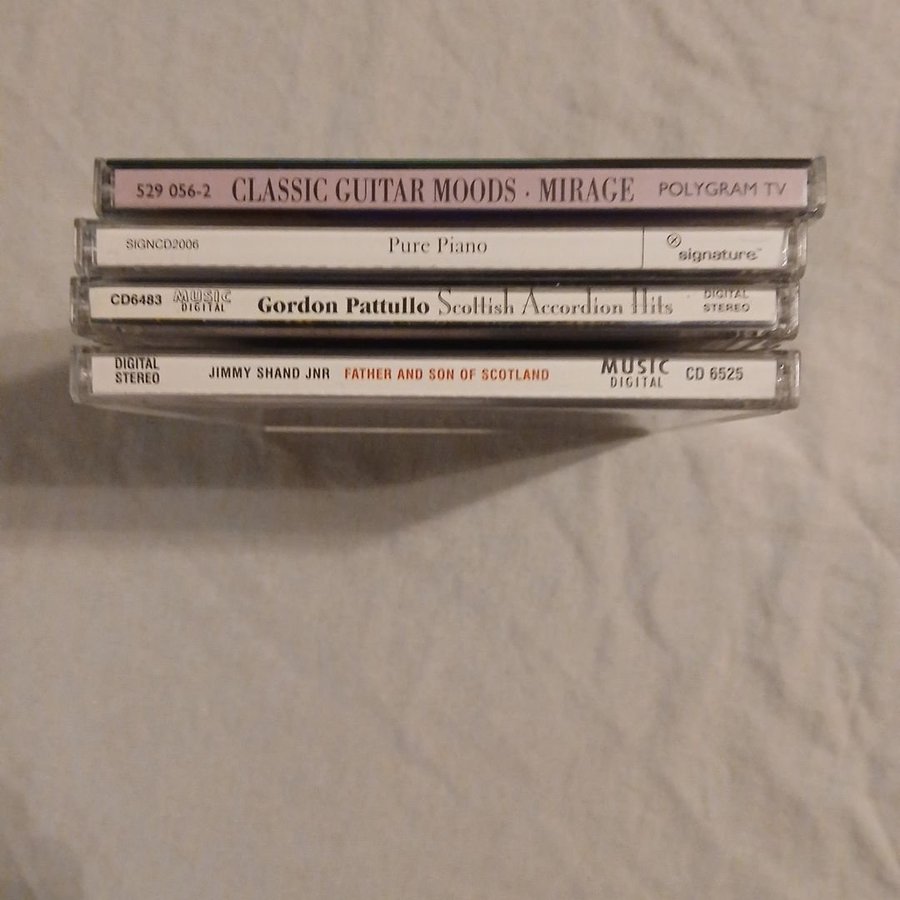 529 056-2 CLASSIC GUITAR MOODS · MIRAGE POLYGRAM TV
SIGNCD2006 Pure Piano signature™
CD6483 MUSIC DIGITAL Gordon Pattullo Scottish Accordion Hits DIGITAL STEREO
DIGITAL STEREO JIMMY SHAND JNR FATHER AND SON OF SCOTLAND MUSIC DIGITAL CD 6525